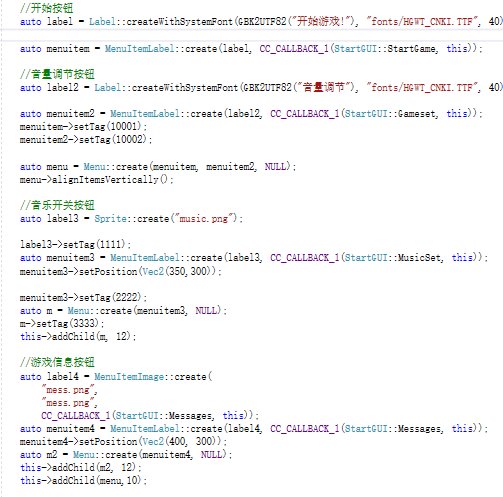 //开始按钮
auto label = Label::createWithSystemFont(GBK2UTF82("开始游戏!"), "fonts/HGWT_CNKI.TTF", 40)
auto menuitem = MenuItemLabel::create(label, CC_CALLBACK_1(StartGUI::StartGame, this));
//音量调节按钮
auto label2 = Label::createWithSystemFont(GBK2UTF82("音量调节"), "fonts/HGWT_CNKI.TTF", 40)
auto menuitem2 = MenuItemLabel::create(label2, CC_CALLBACK_1(StartGUI::Gameset, this));
menuitem->setTag(10001);
menuitem2->setTag(10002);
auto menu = Menu::create(menuitem, menuitem2, NULL);
menu->alignItemsVertically();
//音乐开关按钮
auto label3 = Sprite::create("music.png");
label3->setTag(1111);
auto menuitem3 = MenuItemLabel::create(label3, CC_CALLBACK_1(StartGUI::MusicSet, this));
menuitem3->setPosition(Vec2(350,300));
menuitem3->setTag(2222);
auto m = Menu::create(menuitem3, NULL);
m->setTag(3333);
this->addChild(m, 12);
//游戏信息按钮
auto label4 = MenuItemImage::create(
"mess.png",
"mess.png",
CC_CALLBACK_1(StartGUI::Messages, this));
auto menuitem4 = MenuItemLabel::create(label4, CC_CALLBACK_1(StartGUI::Messages, this));
menuitem4->setPosition(Vec2(400, 300));
auto m2 = Menu::create(menuitem4, NULL);
this->addChild(m2, 12);
this->addChild(menu,10);